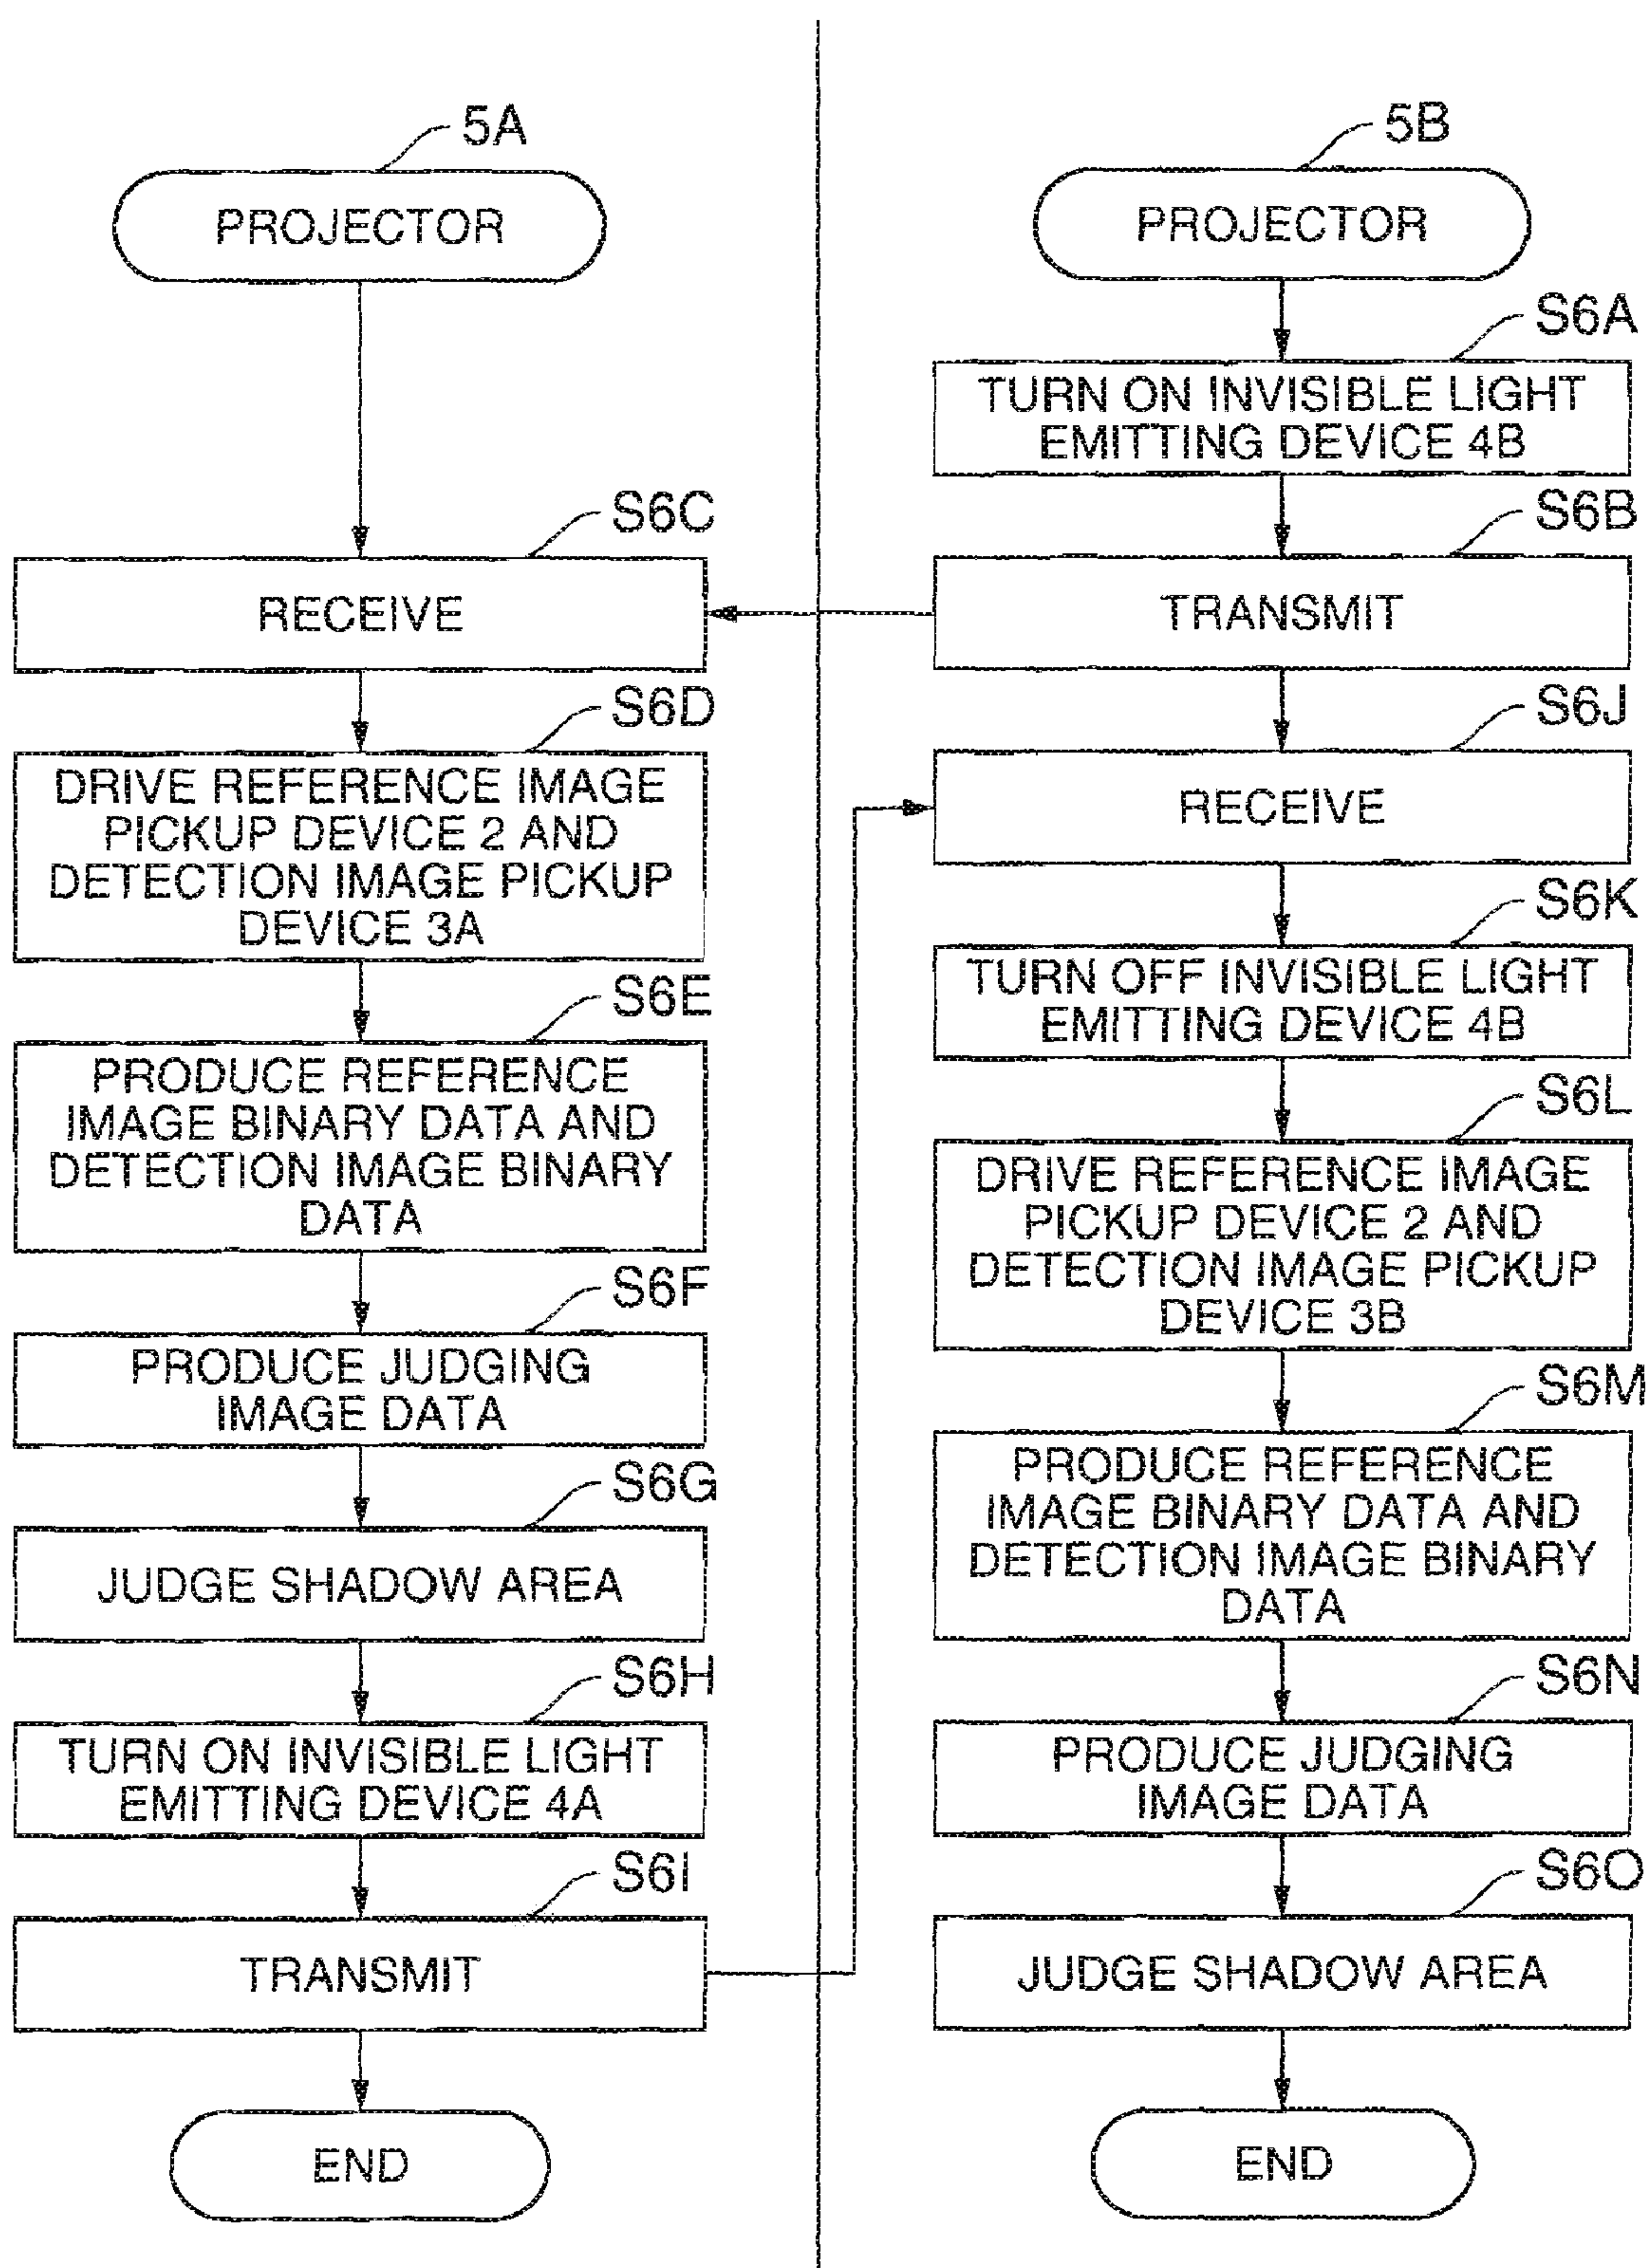 5A
PROJECTOR
S6C
RECEIVE
S6D
DRIVE REFERENCE IMAGE
PICKUP DEVICE 2 AND
DETECTION IMAGE PICKUP
DEVICE 3A
S6E
PRODUCE REFERENCE
IMAGE BINARY DATA AND
DETECTION IMAGE BINARY
DATA
S6F
PRODUCE JUDGING
IMAGE DATA
S6G
JUDGE SHADOW AREA
S6H
TURN ON INVISIBLE LIGHT
EMITTING DEVICE 4A
S6I
TRANSMIT
END
5B
PROJECTOR
S6A
TURN ON INVISIBLE LIGHT
EMITTING DEVICE 4B
S6B
TRANSMIT
S6J
RECEIVE
S6K
TURN OFF INVISIBLE LIGHT
EMITTING DEVICE 4B
S6L
DRIVE REFERENCE IMAGE
PICKUP DEVICE 2 AND
DETECTION IMAGE PICKUP
DEVICE 3B
S6M
PRODUCE REFERENCE
IMAGE BINARY DATA AND
DETECTION IMAGE BINARY
DATA
S6N
PRODUCE JUDGING
IMAGE DATA
S6O
JUDGE SHADOW AREA
END